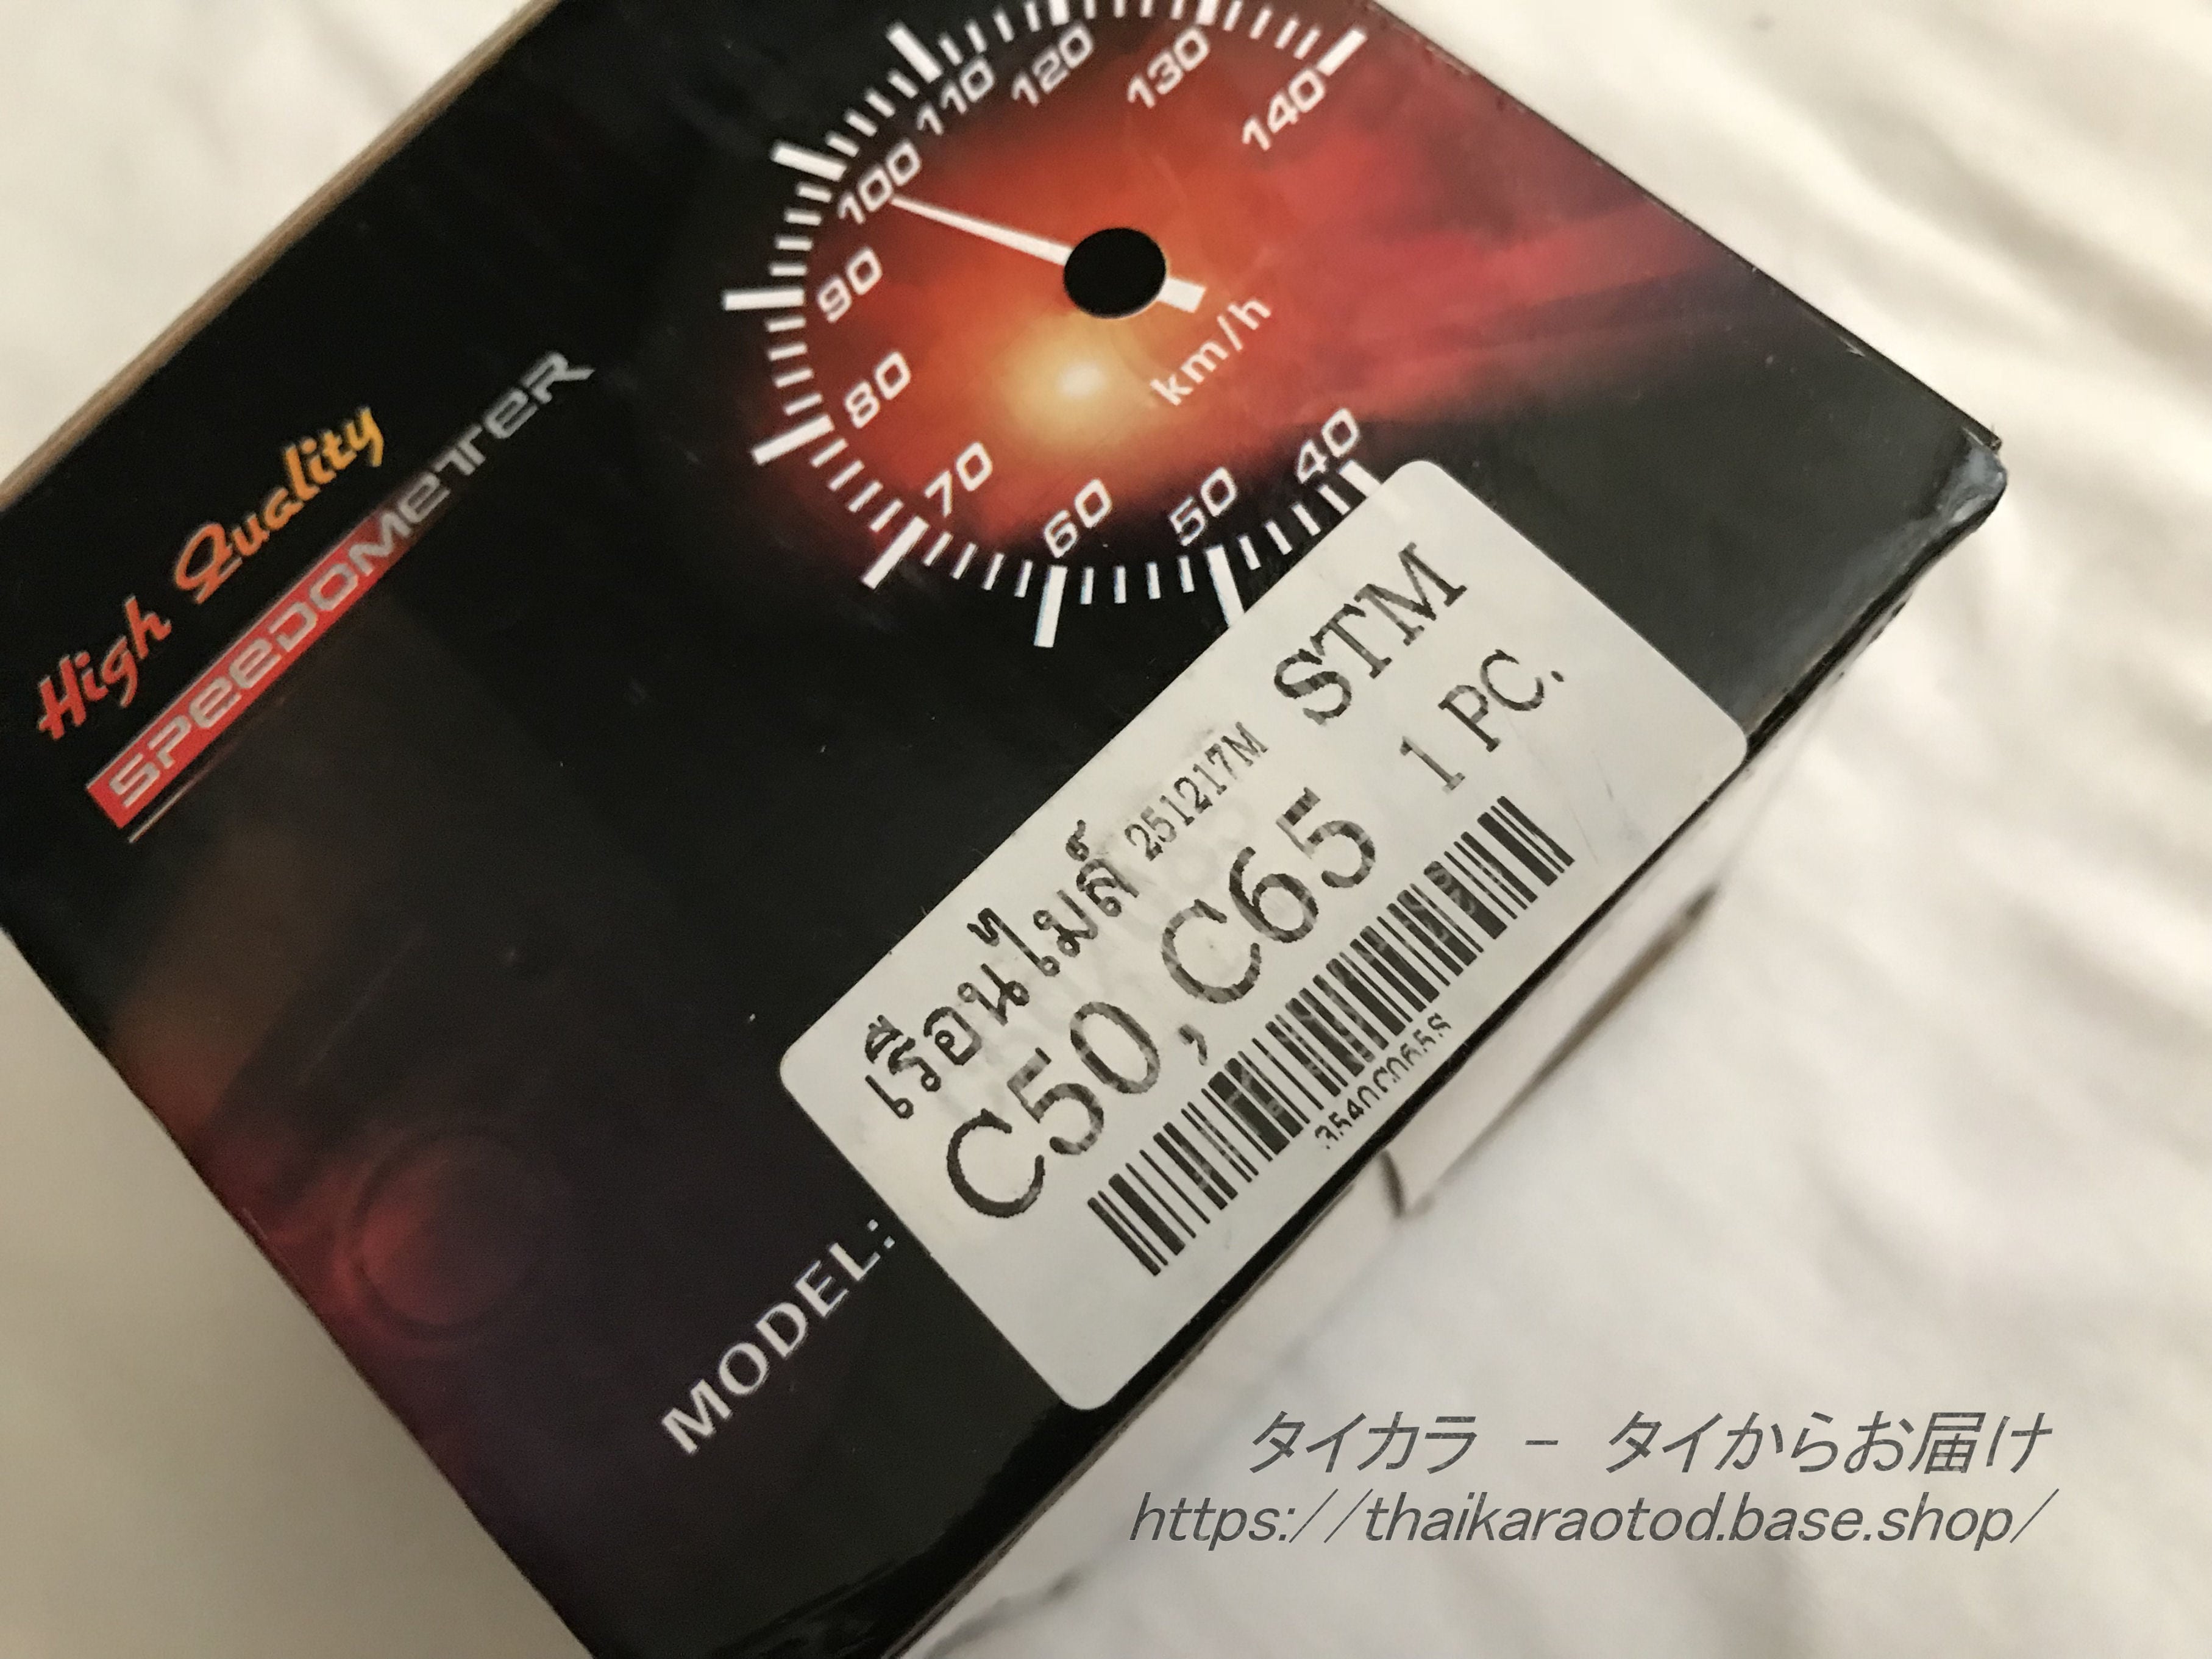 High Quality
SPEEDOMETER
40
50
60
70
80
90
100
110
120
130
140
km/h
MODEL:
เรือนไมล์ 251217M STM
C50,C65 1 PC.
3540C065S
タイカラ - タイからお届け
https://thaikaraotod.base.shop/